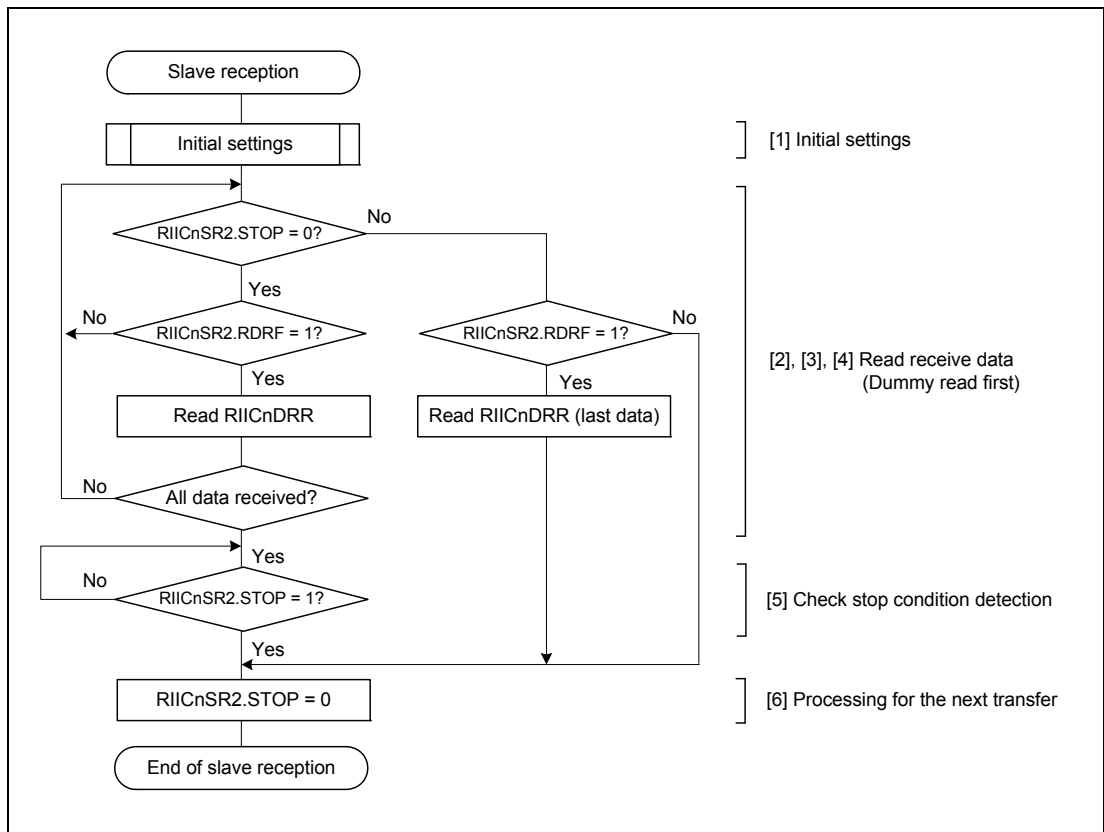 Slave reception
Initial settings
[1] Initial settings
RIICnSR2.STOP = 0?
No
Yes
No
RIICnSR2.RDRF = 1?
RIICnSR2.RDRF = 1?
No
Yes
Yes
[2], [3], [4] Read receive data
(Dummy read first)
Read RIICnDRR
Read RIICnDRR (last data)
No
All data received?
Yes
No
RIICnSR2.STOP = 1?
[5] Check stop condition detection
Yes
RIICnSR2.STOP = 0
[6] Processing for the next transfer
End of slave reception